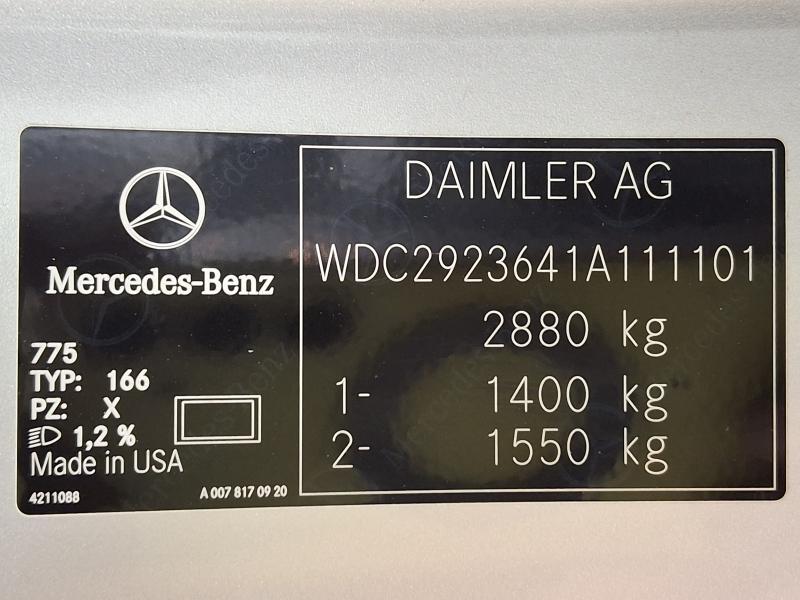 Mercedes-Benz
775
TYP: 166
PZ: X
1,2 %
Made in USA
4211088
A 007 817 09 20
DAIMLER AG
WDC2923641A111101
2880 kg
1- 1400 kg
2- 1550 kg